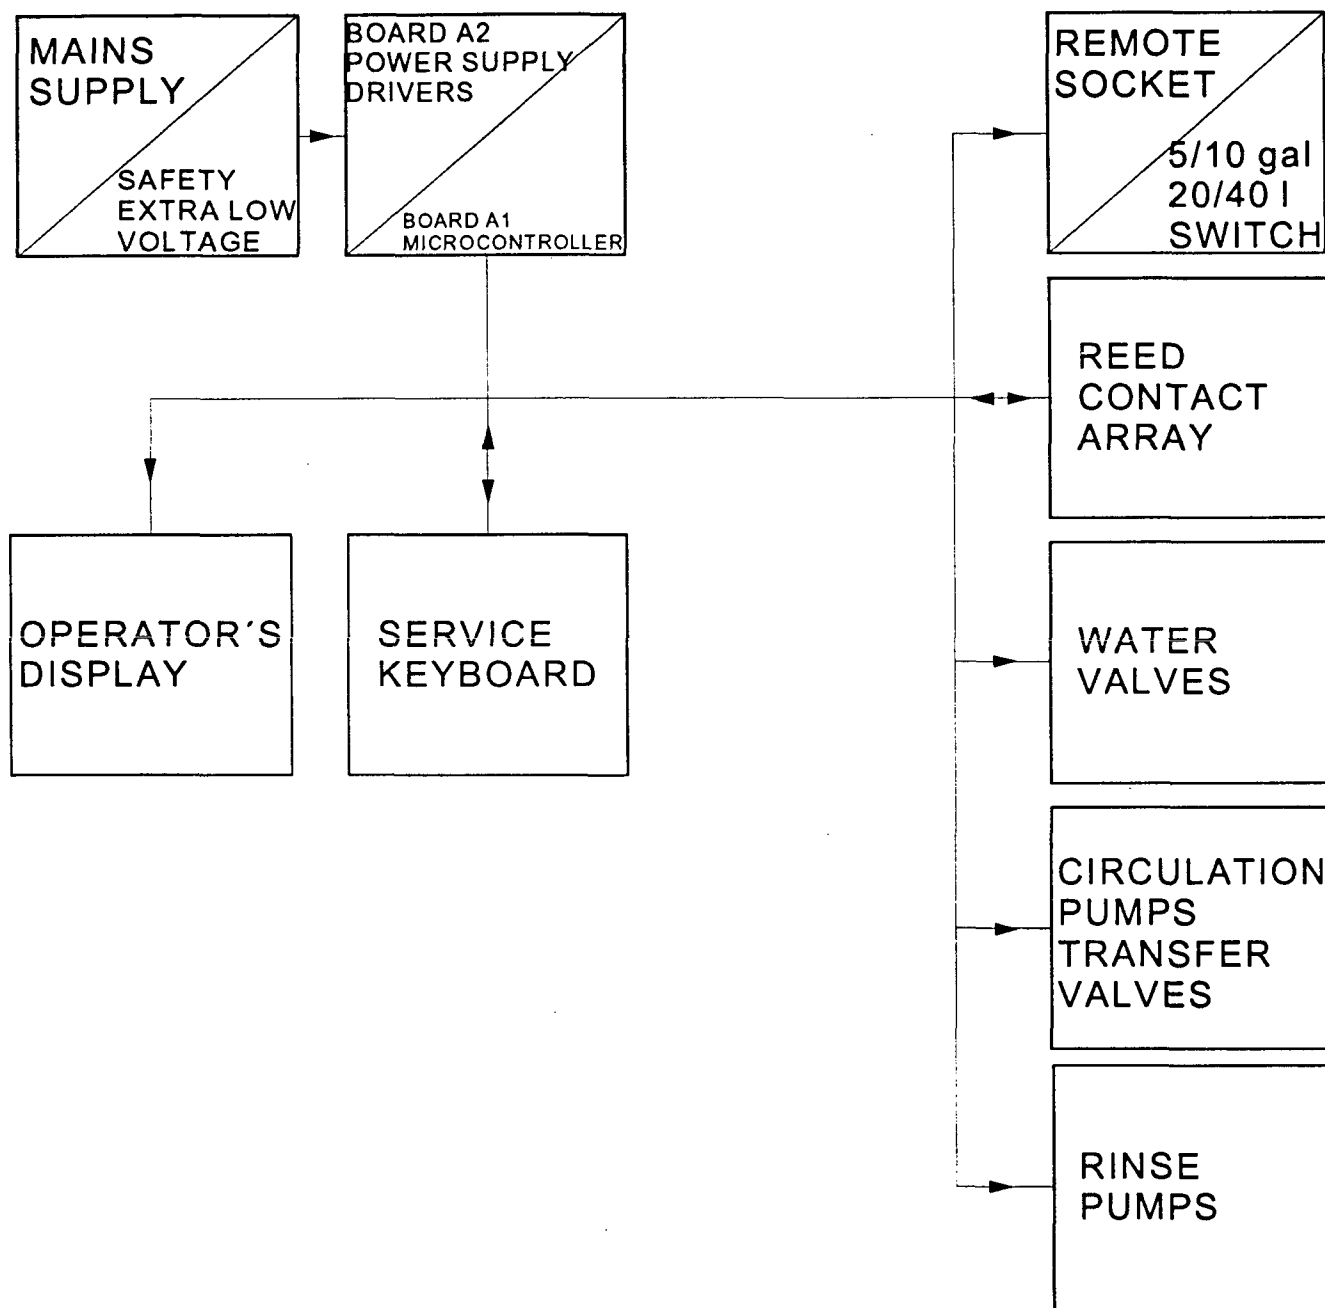 MAINS
SUPPLY
SAFETY
EXTRA LOW
VOLTAGE
BOARD A2
POWER SUPPLY
DRIVERS
BOARD A1
MICROCONTROLLER
REMOTE
SOCKET
5/10 gal
20/40 l
SWITCH
REED
CONTACT
ARRAY
OPERATOR´S
DISPLAY
SERVICE
KEYBOARD
WATER
VALVES
CIRCULATION
PUMPS
TRANSFER
VALVES
RINSE
PUMPS